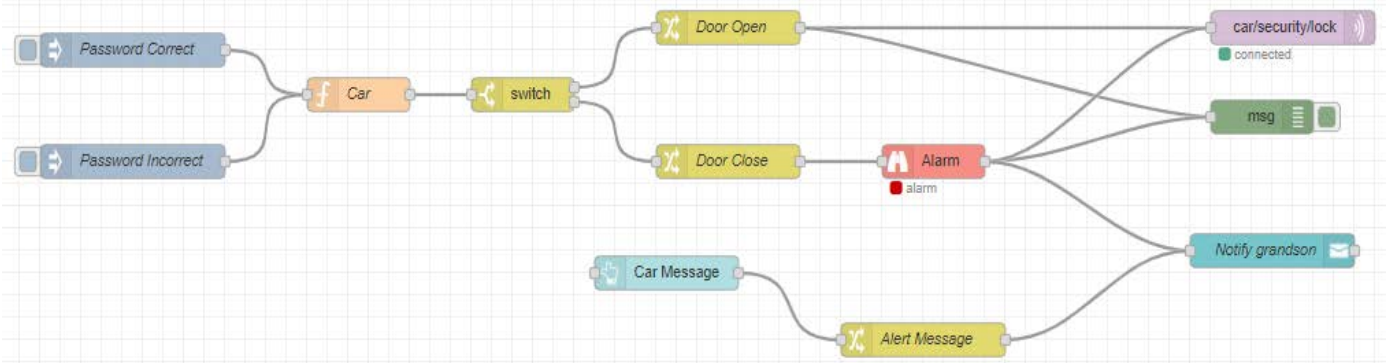 Door Open
car/security/lock
Password Correct
connected
Car
switch
msg
Password Incorrect
Door Close
Alarm
alarm
Notify grandson
Car Message
Alert Message